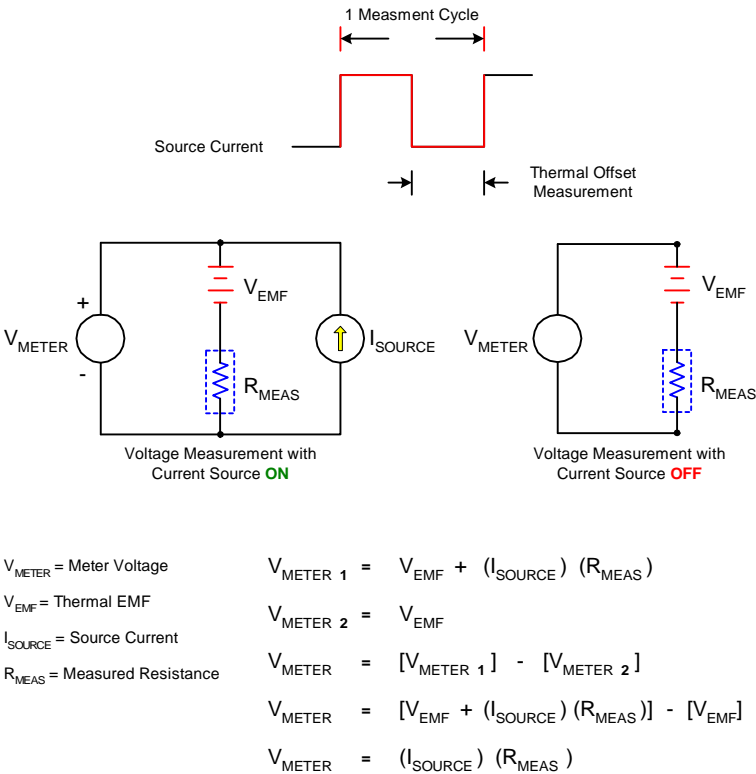 1 Measment Cycle
Source Current
Thermal Offset
Measurement
+
V_METER
-
V_EMF
R_MEAS
I_SOURCE
Voltage Measurement with
Current Source ON
V_METER
V_EMF
R_MEAS
Voltage Measurement with
Current Source OFF
V_METER = Meter Voltage
V_EMF = Thermal EMF
I_SOURCE = Source Current
R_MEAS = Measured Resistance
V_METER 1 = V_EMF + (I_SOURCE) (R_MEAS)
V_METER 2 = V_EMF
V_METER = [V_METER 1] - [V_METER 2]
V_METER = [V_EMF + (I_SOURCE) (R_MEAS)] - [V_EMF]
V_METER = (I_SOURCE) (R_MEAS)